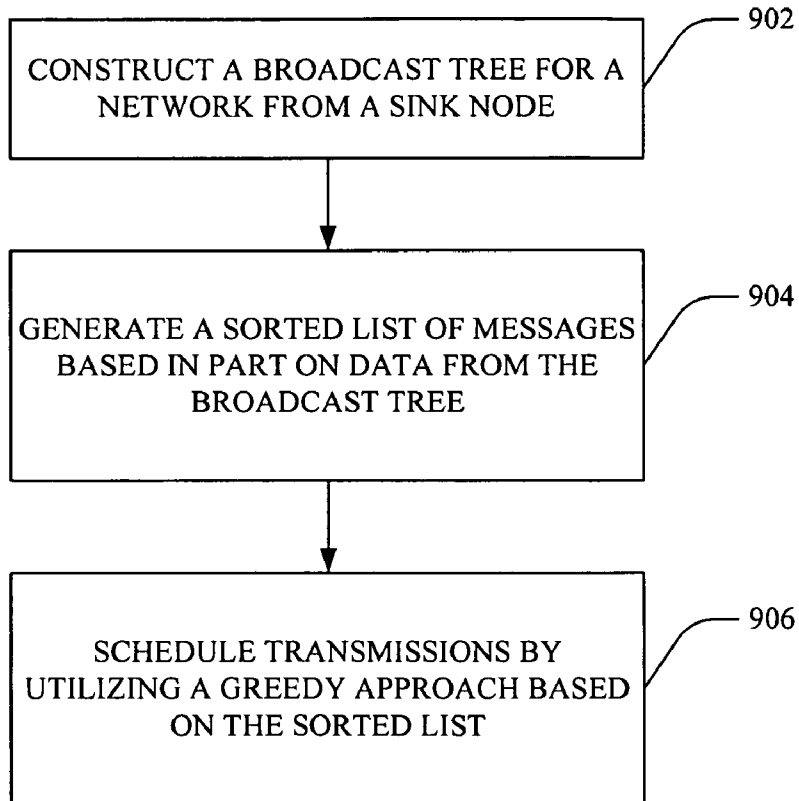 902
CONSTRUCT A BROADCAST TREE FOR A
NETWORK FROM A SINK NODE
904
GENERATE A SORTED LIST OF MESSAGES
BASED IN PART ON DATA FROM THE
BROADCAST TREE
906
SCHEDULE TRANSMISSIONS BY
UTILIZING A GREEDY APPROACH BASED
ON THE SORTED LIST